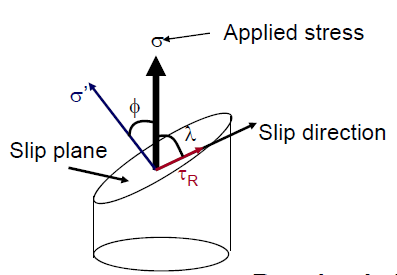 σ
Applied stress
σ'
ϕ
λ
Slip direction
Slip plane
τR